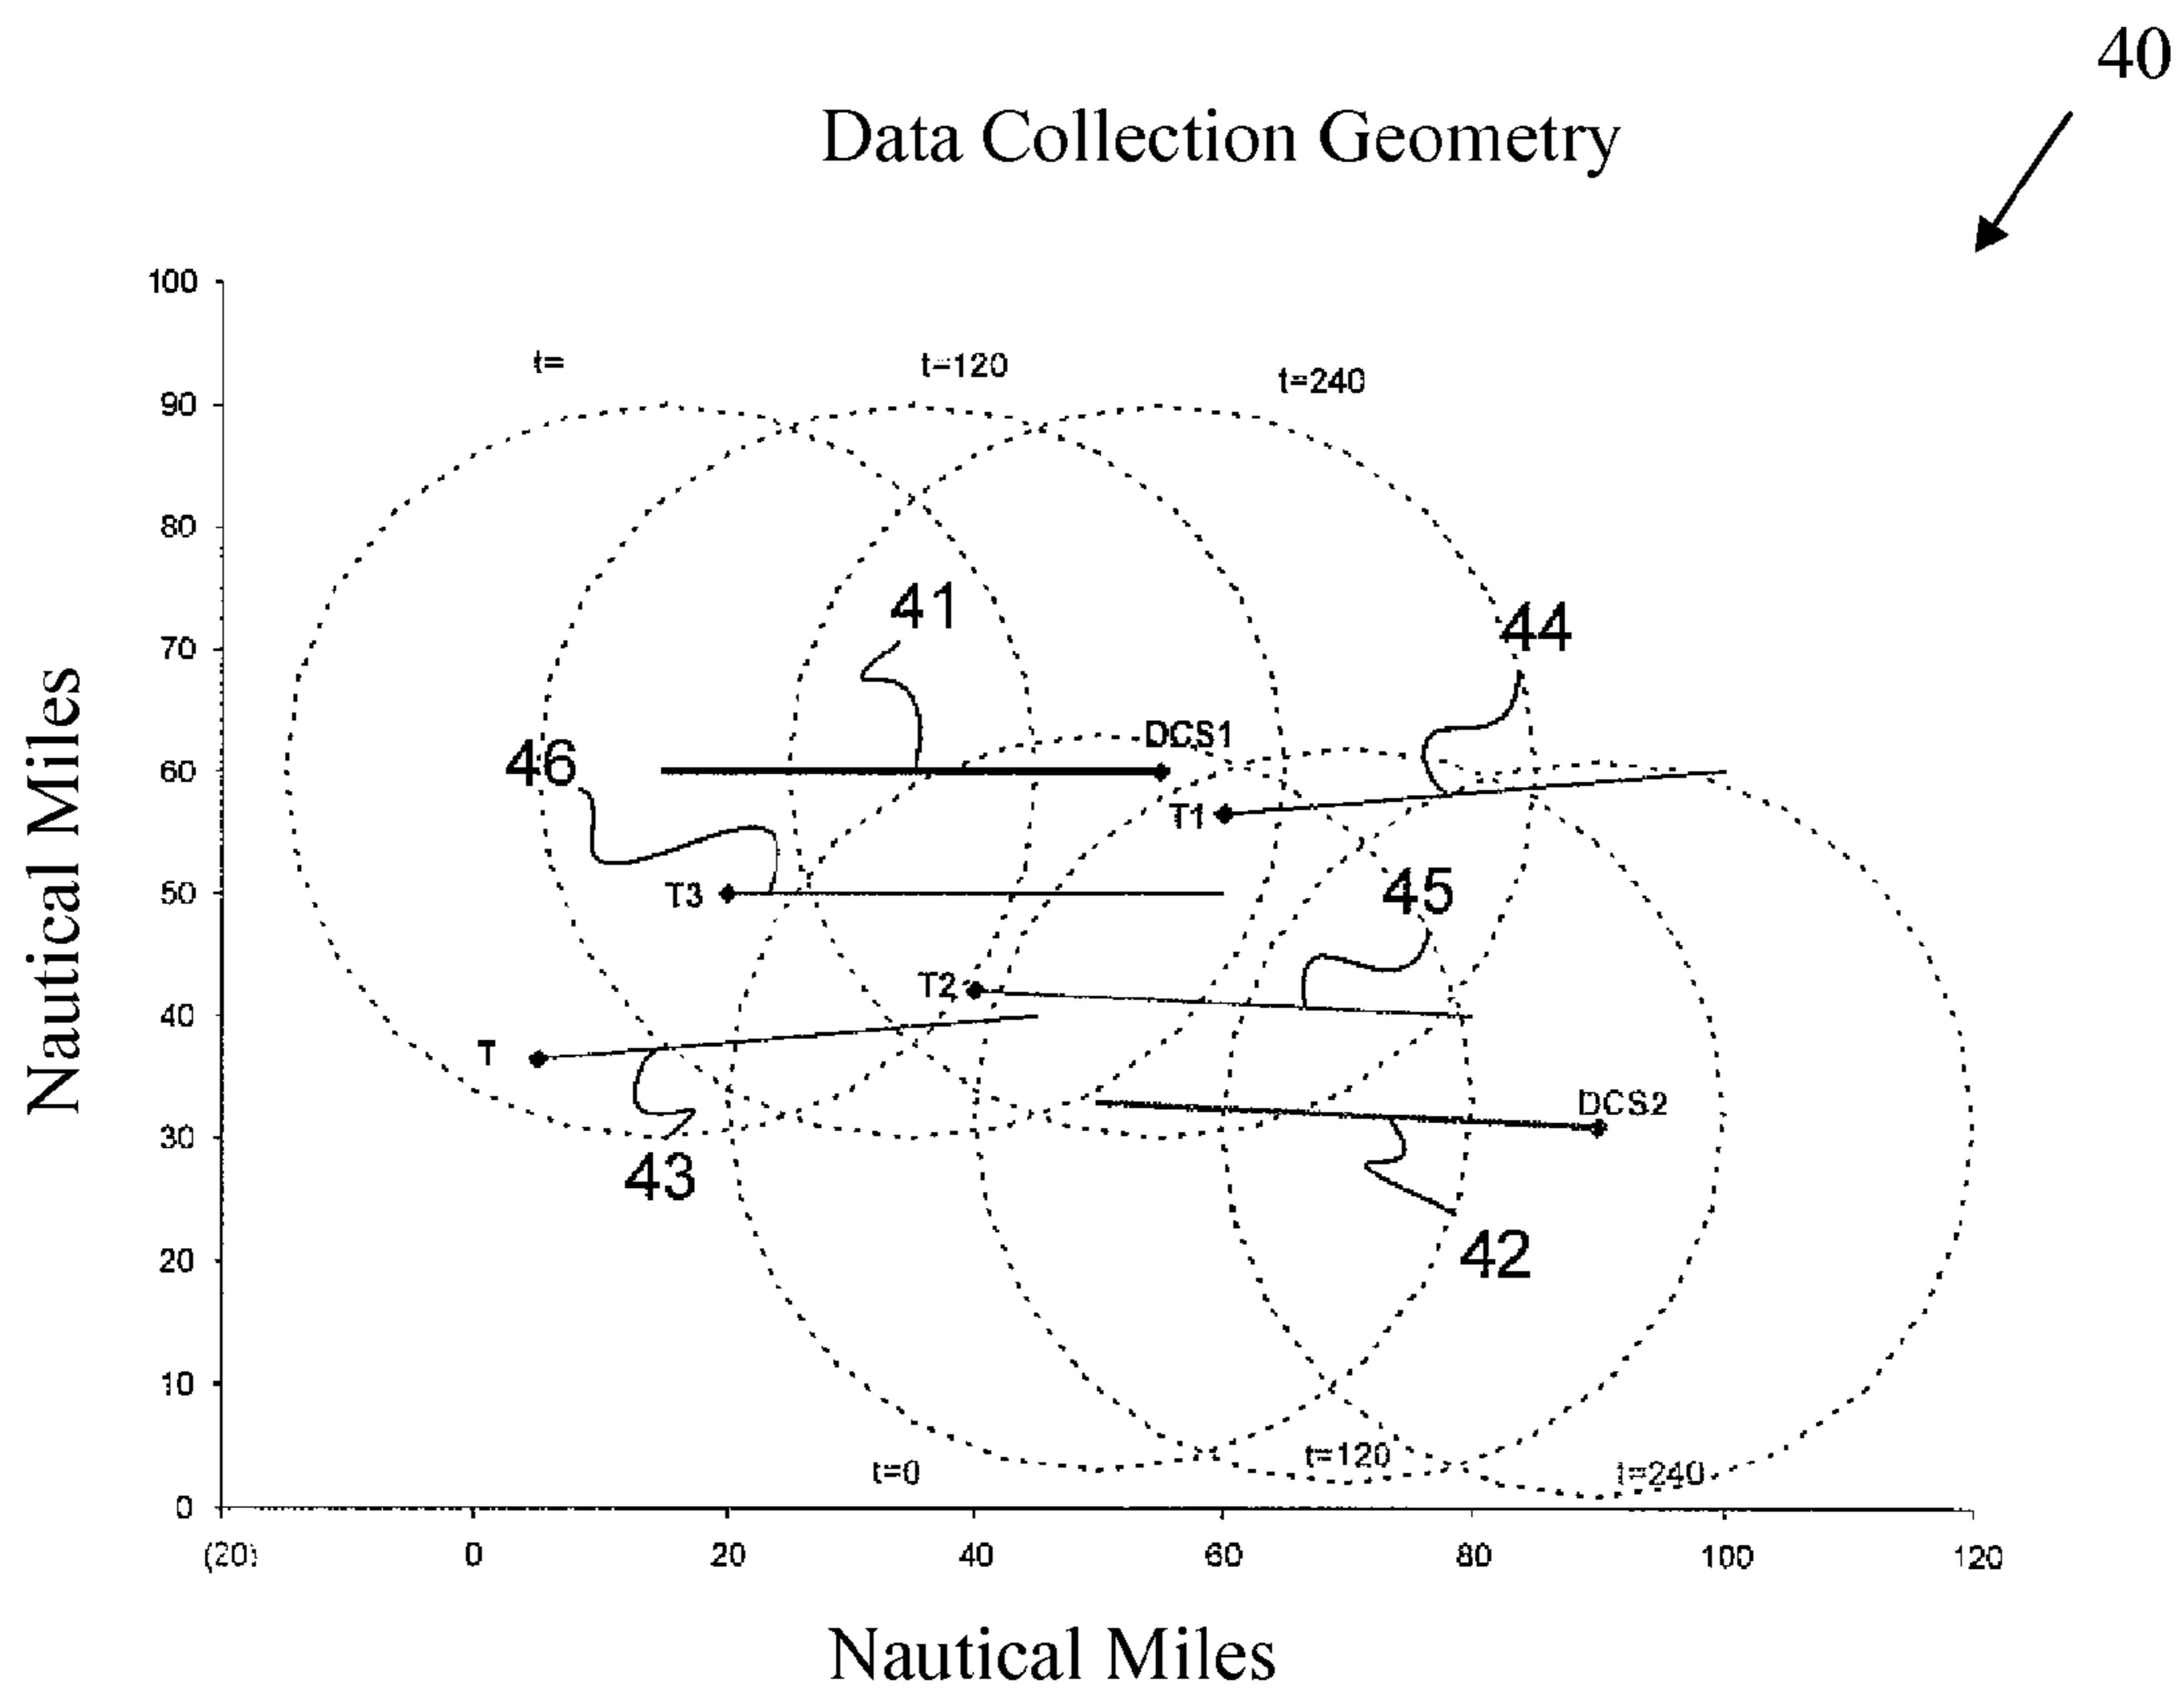 40
Data Collection Geometry
100
t=
t=120
t=240
90
80
41
44
70
DCS1
46
60
T1
45
T3
50
T2
40
T
DCS2
30
43
42
20
10
t=0
t=120
t=240
0
(20)
0
20
40
60
80
100
120
Nautical Miles
Nautical Miles